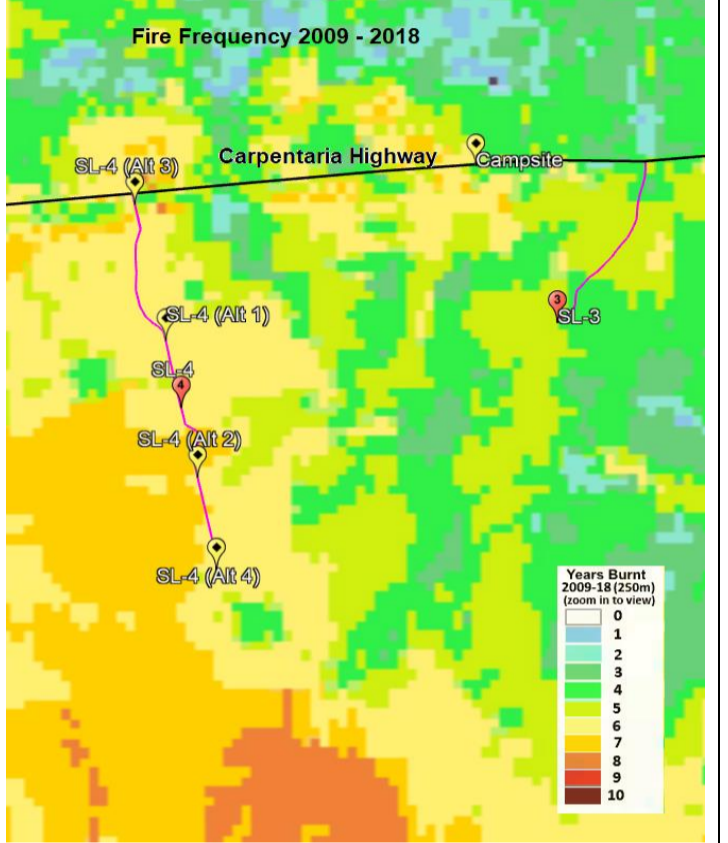 Fire Frequency 2009 - 2018
Carpentaria Highway
Campsite
SL-4 (Alt 3)
3
SL-3
SL-4 (Alt 1)
SL-4
4
SL-4 (Alt 2)
SL-4 (Alt 4)
Years Burnt
2009-18 (250m)
(zoom in to view)
0
1
2
3
4
5
6
7
8
9
10